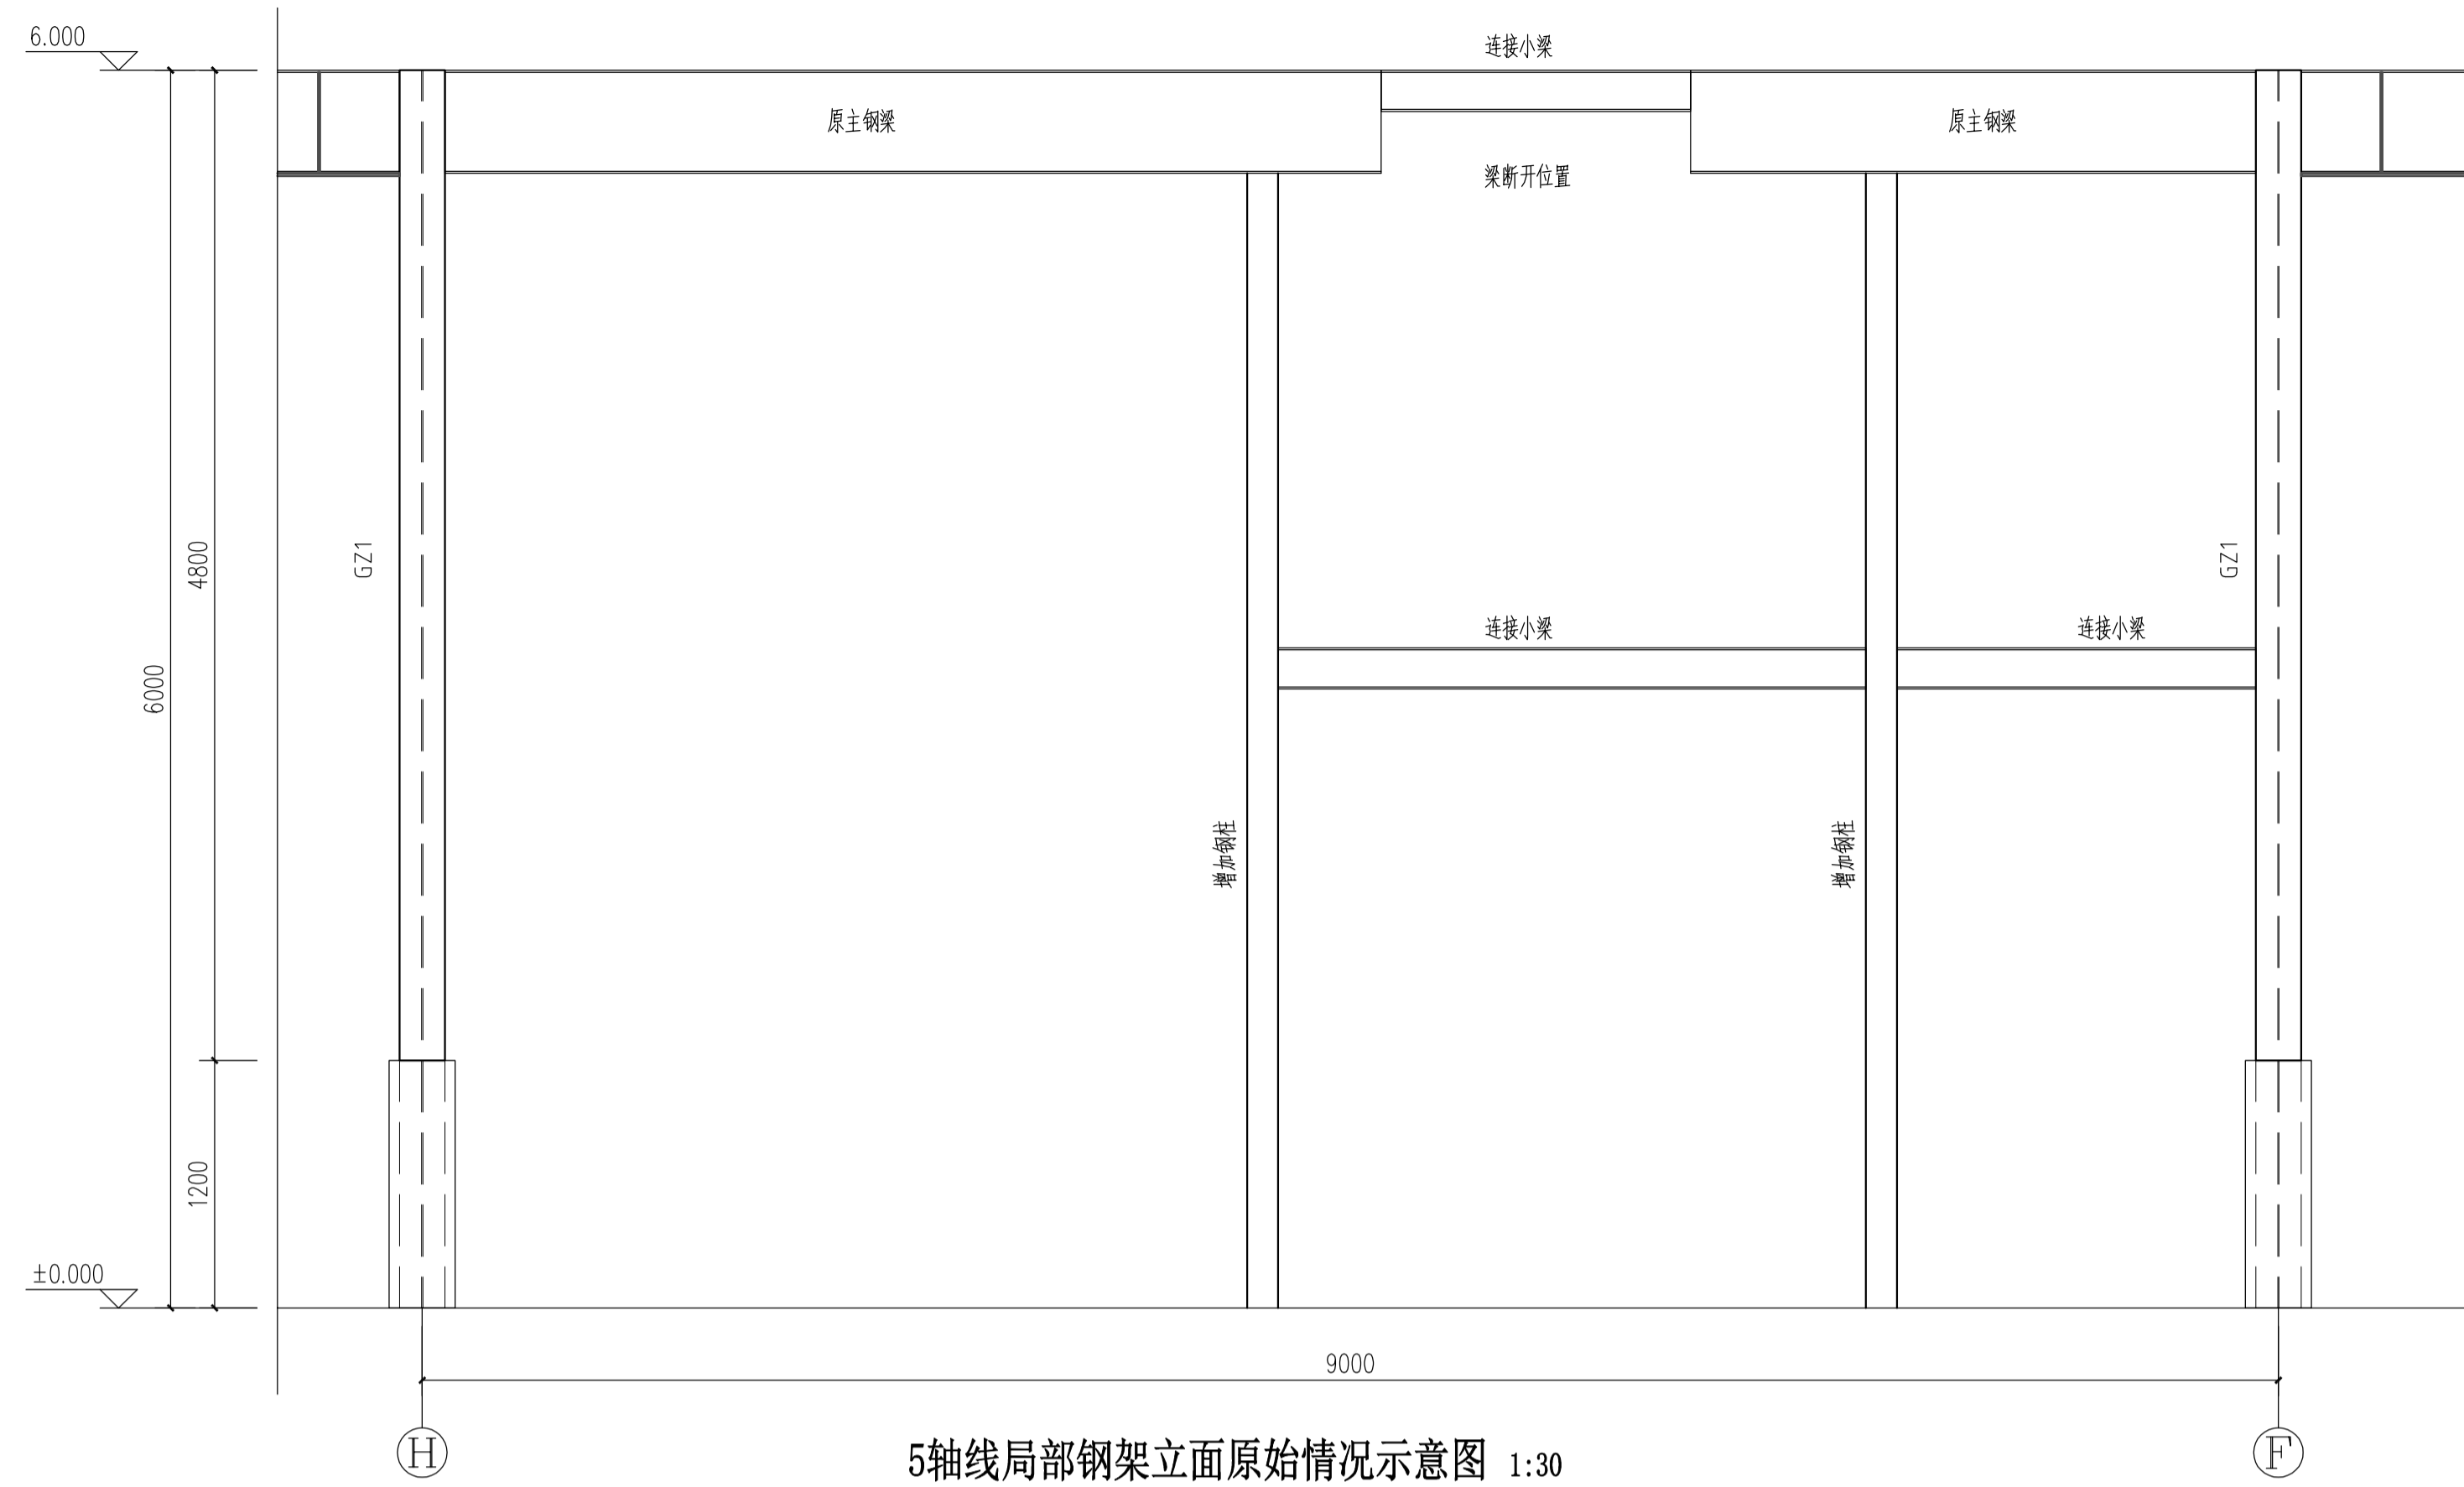 6.000
连接小梁
原主钢梁
原主钢梁
梁断开位置
4800
GZ1
GZ1
6000
连接小梁
连接小梁
增加钢柱
增加钢柱
1200
±0.000
9000
H
F
5轴线局部钢架立面原始情况示意图 1:30